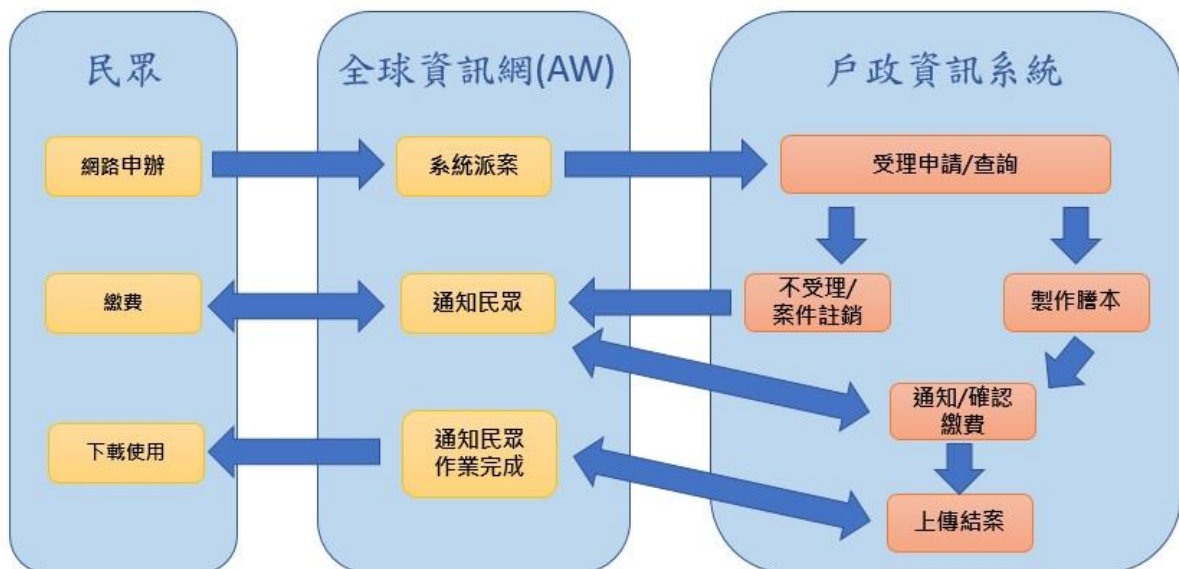 民眾
全球資訊網(AW)
戶政資訊系統
網路申辦
系統派案
受理申請/查詢
繳費
通知民眾
不受理/
案件註銷
製作謄本
通知/確認
繳費
下載使用
通知民眾
作業完成
上傳結案